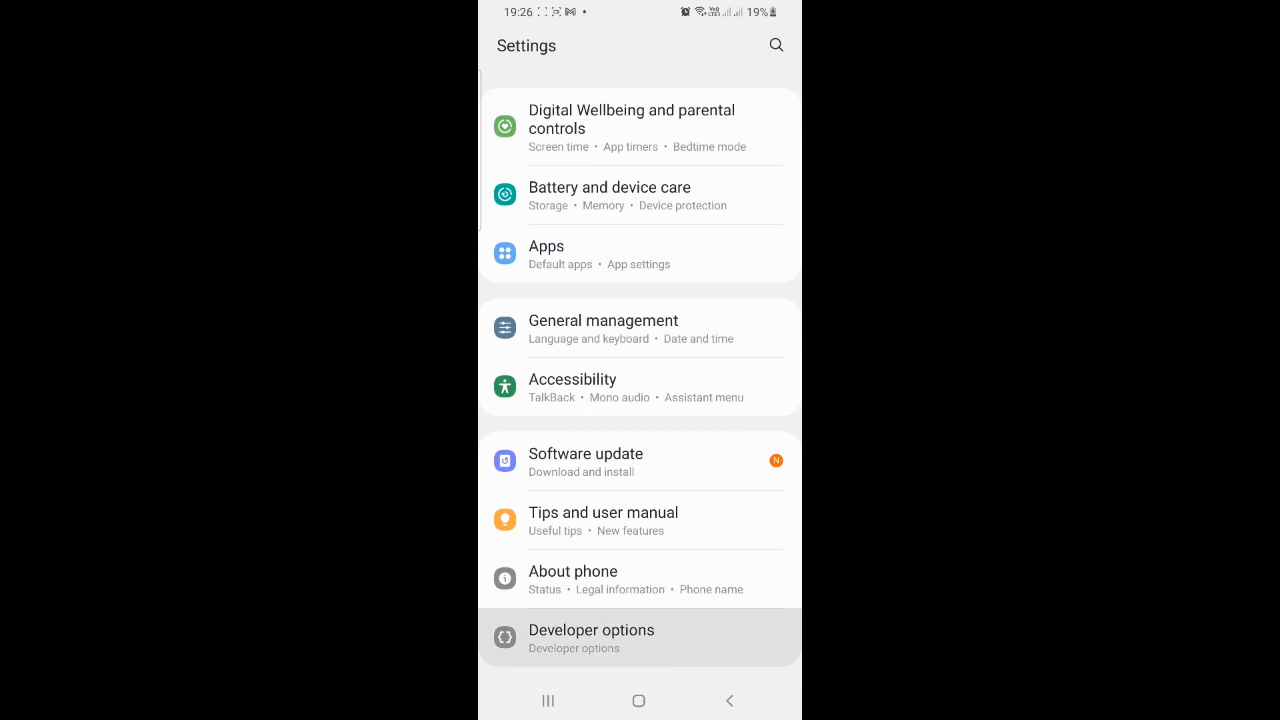 19:26 19%
Settings
Digital Wellbeing and parental
controls
Screen time • App timers • Bedtime mode
Battery and device care
Storage • Memory • Device protection
Apps
Default apps • App settings
General management
Language and keyboard • Date and time
Accessibility
TalkBack • Mono audio • Assistant menu
Software update
N
Download and install
Tips and user manual
Useful tips • New features
About phone
Status • Legal information • Phone name
Developer options
Developer options